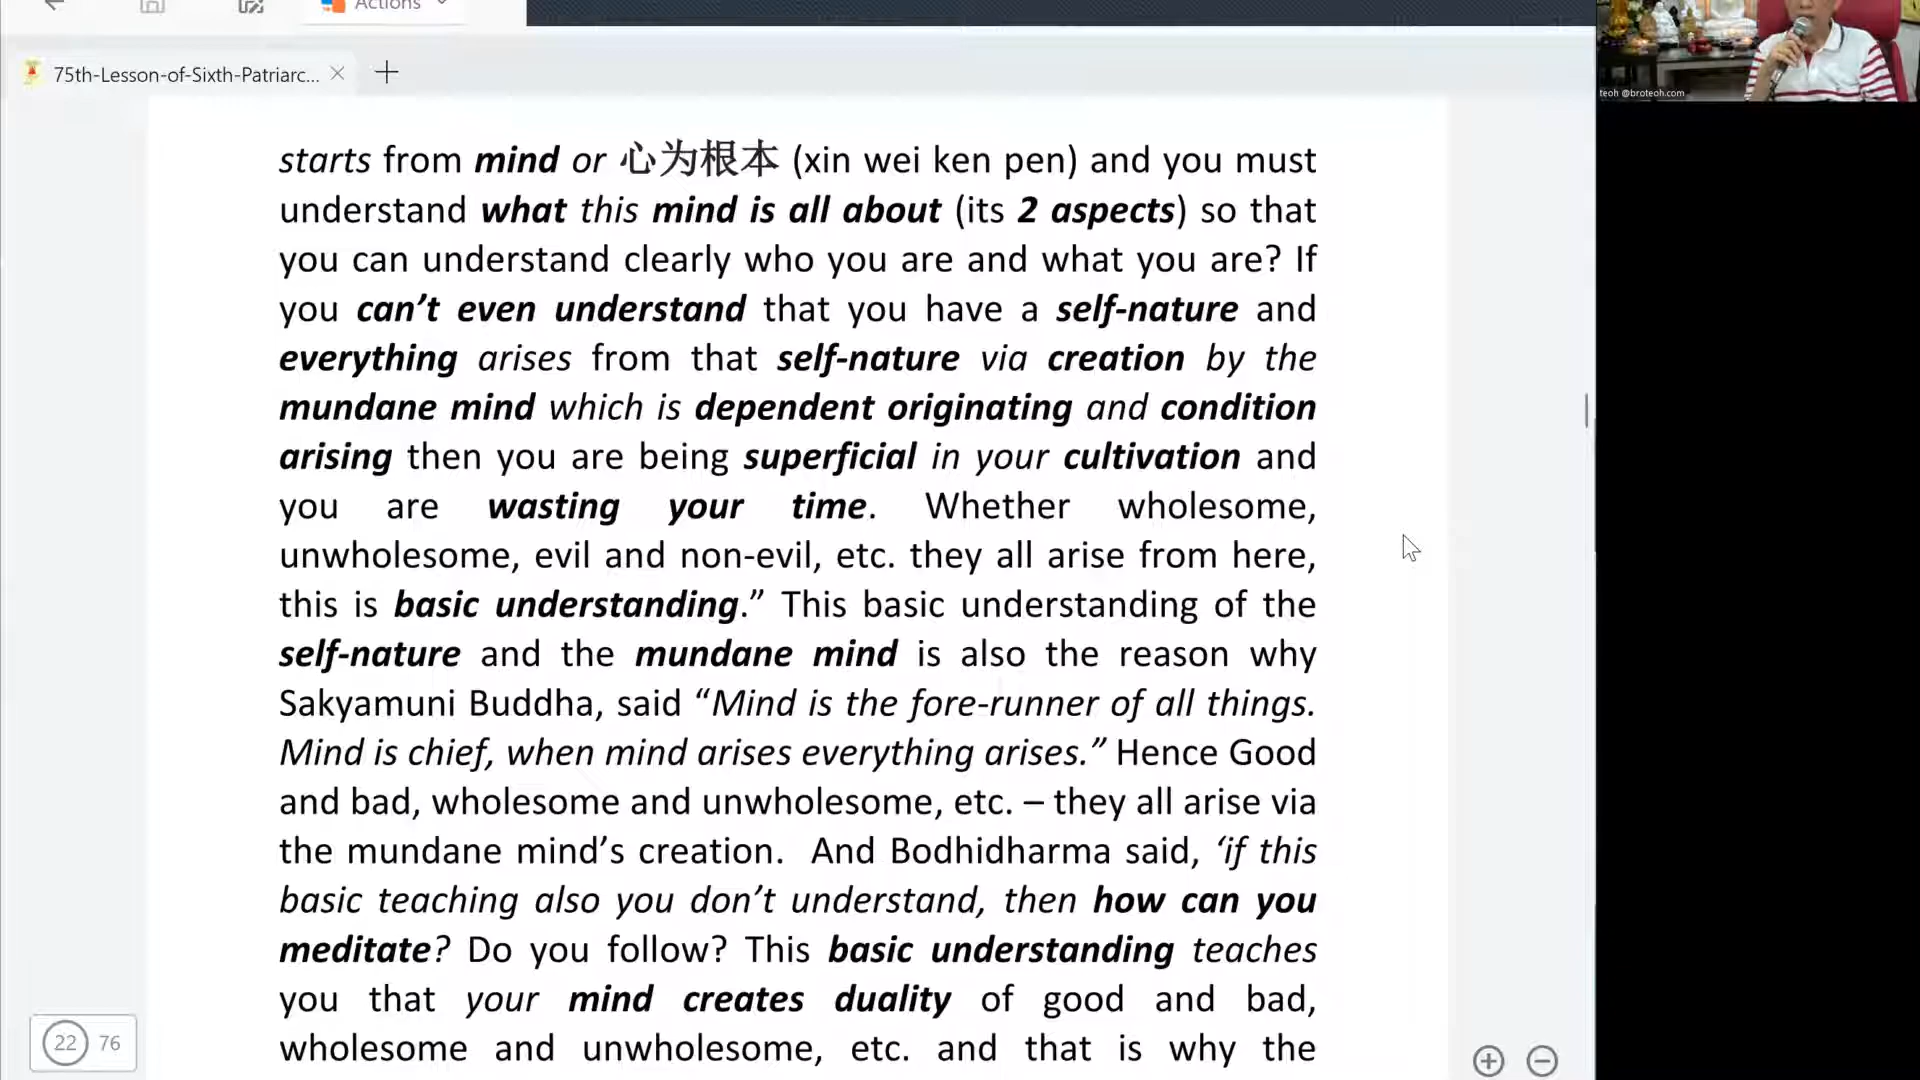 Actions
75th-Lesson-of-Sixth-Patriarc...
teoh @broteoh.com
starts from mind or 心为根本 (xin wei ken pen) and you must
understand what this mind is all about (its 2 aspects) so that
you can understand clearly who you are and what you are? If
you can’t even understand that you have a self-nature and
everything arises from that self-nature via creation by the
mundane mind which is dependent originating and condition
arising then you are being superficial in your cultivation and
you are wasting your time. Whether wholesome,
unwholesome, evil and non-evil, etc. they all arise from here,
this is basic understanding.” This basic understanding of the
self-nature and the mundane mind is also the reason why
Sakyamuni Buddha, said “Mind is the fore-runner of all things.
Mind is chief, when mind arises everything arises.” Hence Good
and bad, wholesome and unwholesome, etc. – they all arise via
the mundane mind’s creation. And Bodhidharma said, ‘if this
basic teaching also you don’t understand, then how can you
meditate? Do you follow? This basic understanding teaches
you that your mind creates duality of good and bad,
wholesome and unwholesome, etc. and that is why the
22 76